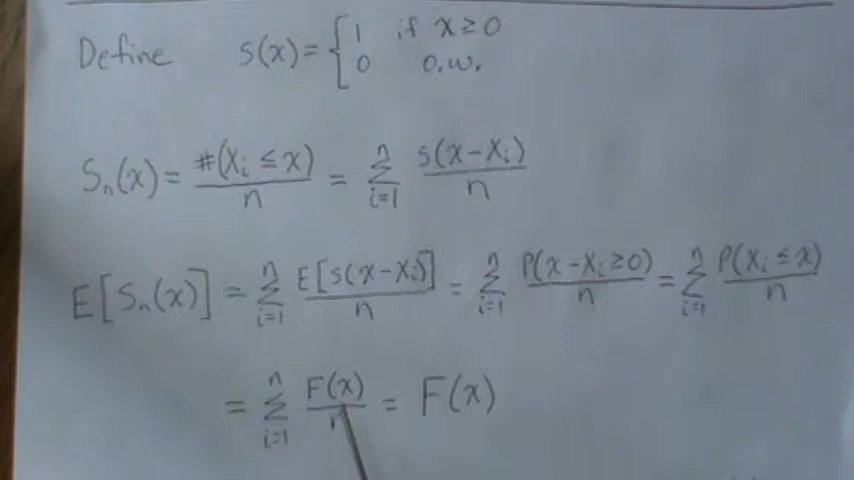 Define s(x) = { 1 if x ≥ 0
0 o.w.
Sₙ(x) = #(Xᵢ ≤ x)/n = Σᵢ₌₁ⁿ s(x−Xᵢ)/n
E[Sₙ(x)] = Σᵢ₌₁ⁿ E[s(x−Xᵢ)]/n = Σᵢ₌₁ⁿ P(x−Xᵢ≥0)/n = Σᵢ₌₁ⁿ P(Xᵢ≤x)/n
= Σᵢ₌₁ⁿ F(x)/n = F(x)